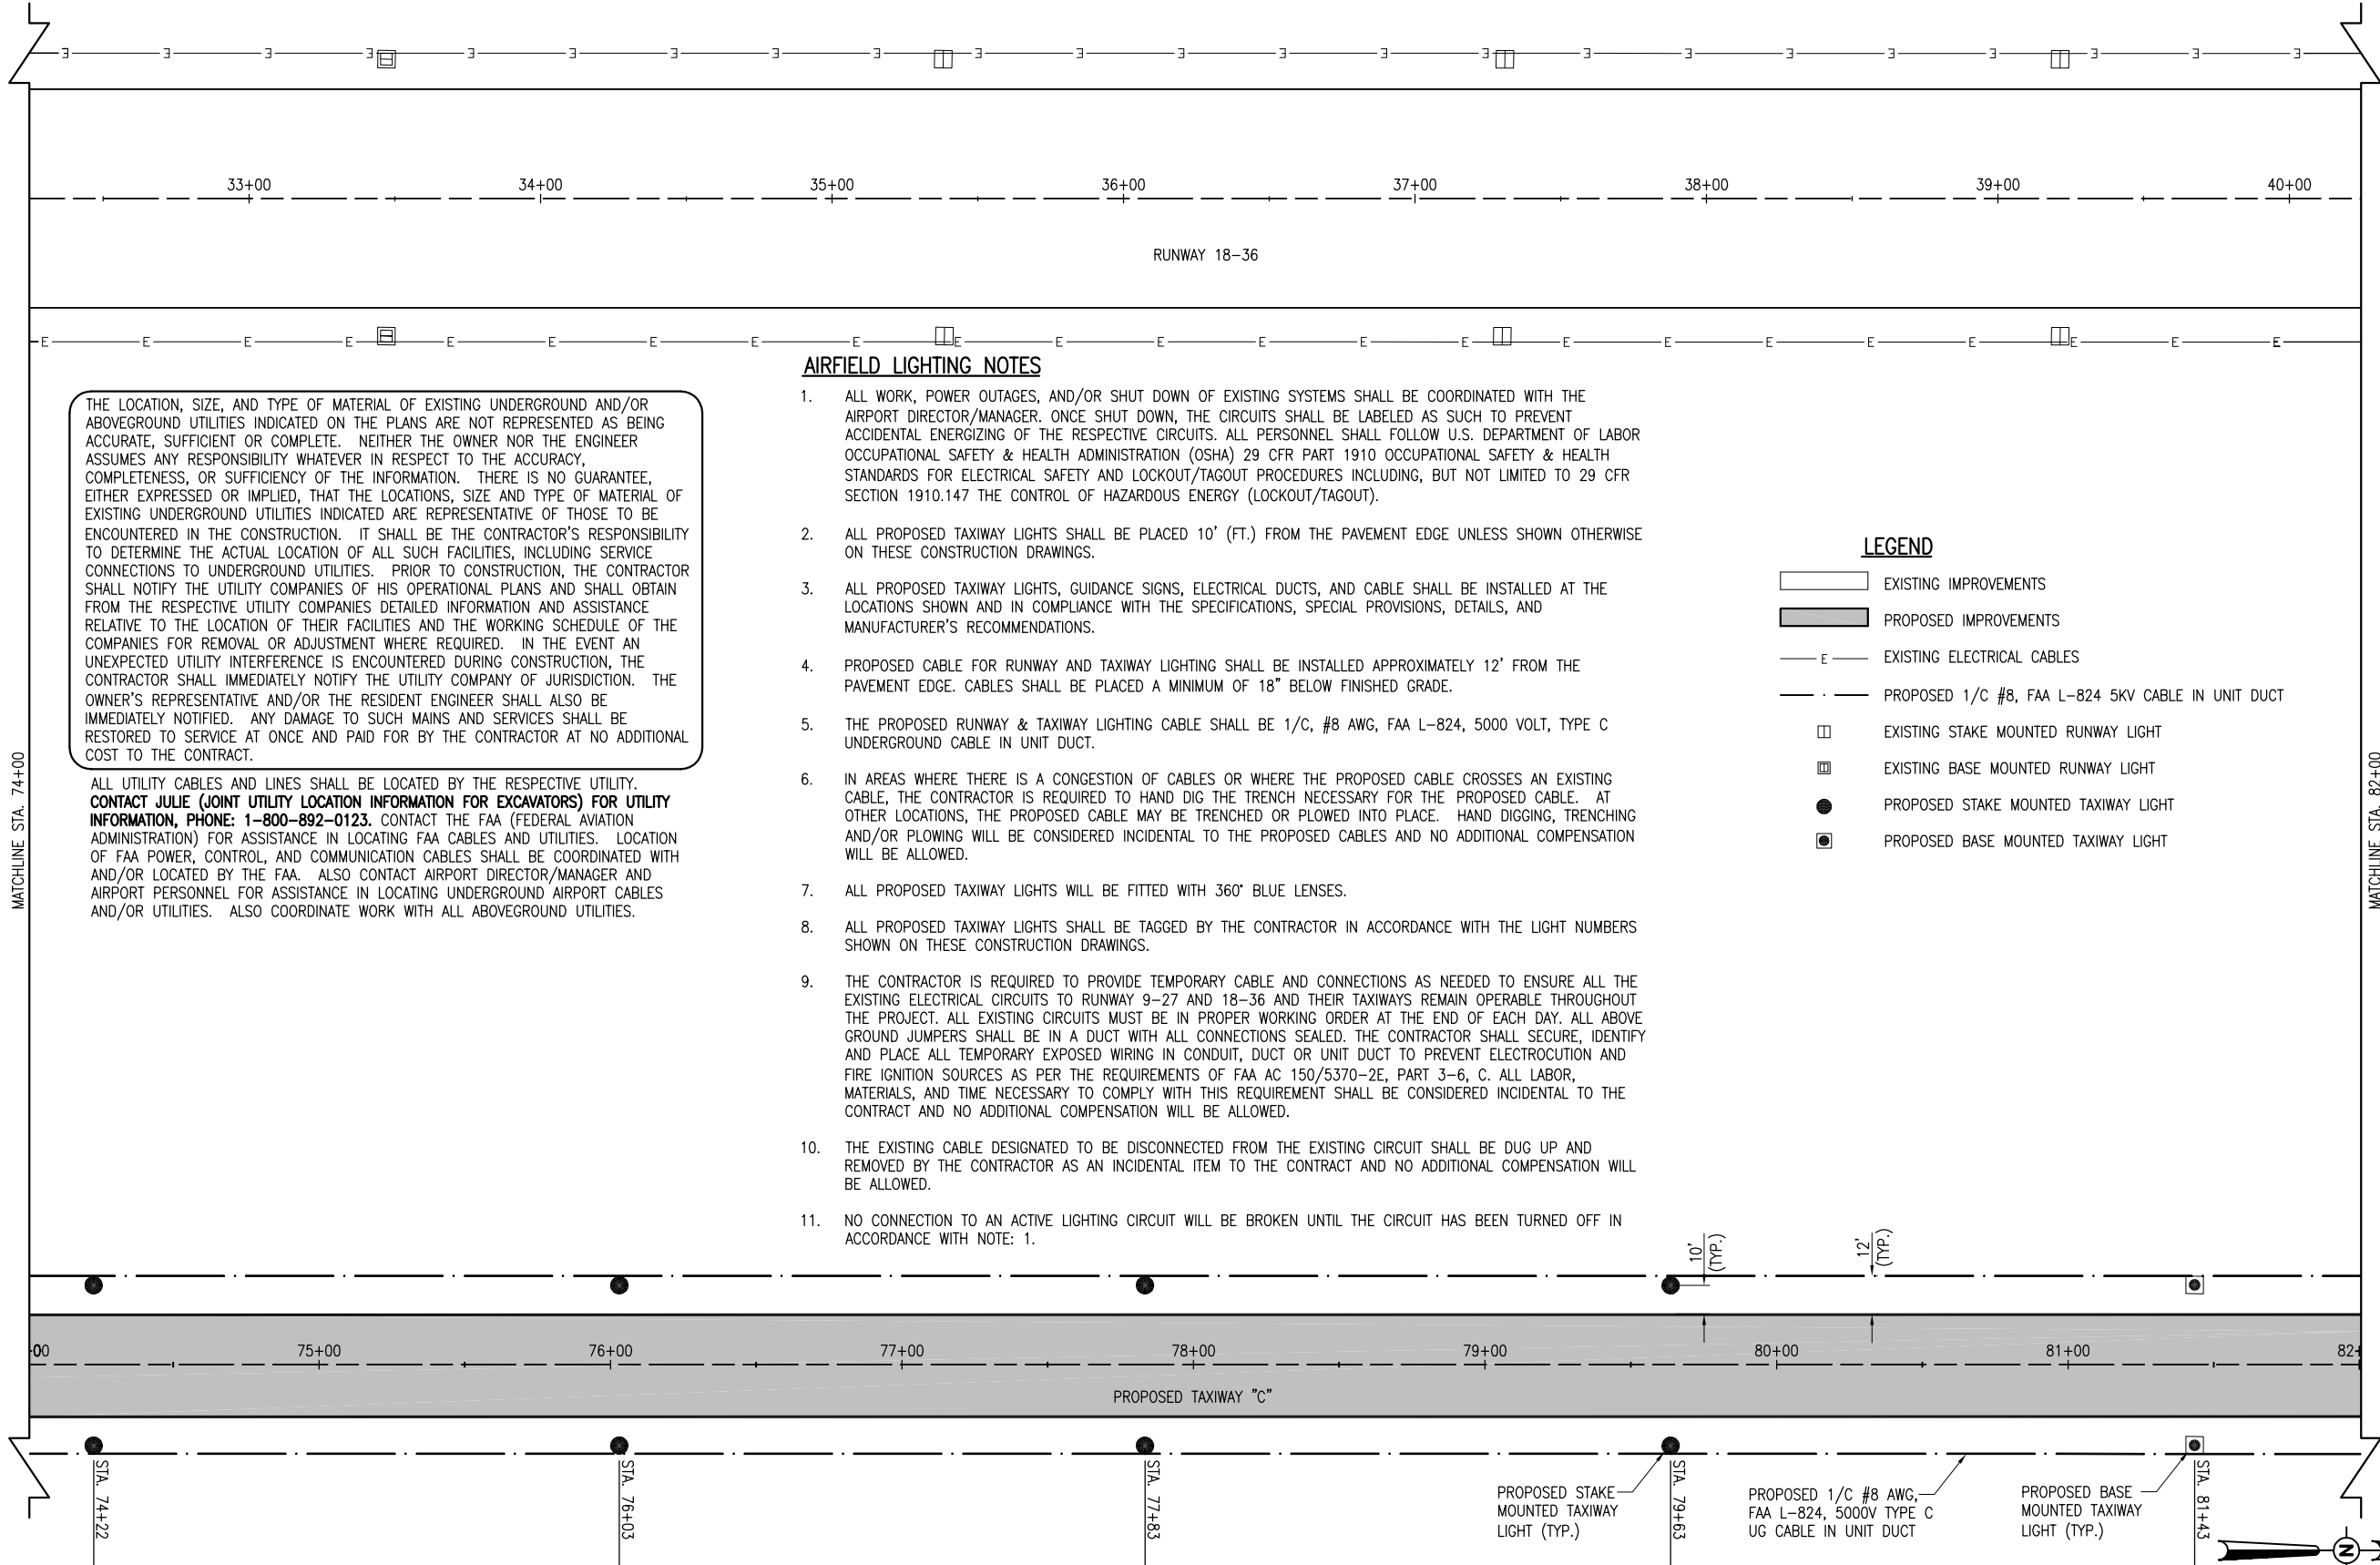 33+00 34+00 35+00 36+00 37+00 38+00 39+00 40+00
RUNWAY 18-36
E E E E E E E E E E E E E E E E E E E E E E E
THE LOCATION, SIZE, AND TYPE OF MATERIAL OF EXISTING UNDERGROUND AND/OR
ABOVEGROUND UTILITIES INDICATED ON THE PLANS ARE NOT REPRESENTED AS BEING
ACCURATE, SUFFICIENT OR COMPLETE. NEITHER THE OWNER NOR THE ENGINEER
ASSUMES ANY RESPONSIBILITY WHATEVER IN RESPECT TO THE ACCURACY,
COMPLETENESS, OR SUFFICIENCY OF THE INFORMATION. THERE IS NO GUARANTEE,
EITHER EXPRESSED OR IMPLIED, THAT THE LOCATIONS, SIZE AND TYPE OF MATERIAL OF
EXISTING UNDERGROUND UTILITIES INDICATED ARE REPRESENTATIVE OF THOSE TO BE
ENCOUNTERED IN THE CONSTRUCTION. IT SHALL BE THE CONTRACTOR'S RESPONSIBILITY
TO DETERMINE THE ACTUAL LOCATION OF ALL SUCH FACILITIES, INCLUDING SERVICE
CONNECTIONS TO UNDERGROUND UTILITIES. PRIOR TO CONSTRUCTION, THE CONTRACTOR
SHALL NOTIFY THE UTILITY COMPANIES OF HIS OPERATIONAL PLANS AND SHALL OBTAIN
FROM THE RESPECTIVE UTILITY COMPANIES DETAILED INFORMATION AND ASSISTANCE
RELATIVE TO THE LOCATION OF THEIR FACILITIES AND THE WORKING SCHEDULE OF THE
COMPANIES FOR REMOVAL OR ADJUSTMENT WHERE REQUIRED. IN THE EVENT AN
UNEXPECTED UTILITY INTERFERENCE IS ENCOUNTERED DURING CONSTRUCTION, THE
CONTRACTOR SHALL IMMEDIATELY NOTIFY THE UTILITY COMPANY OF JURISDICTION. THE
OWNER'S REPRESENTATIVE AND/OR THE RESIDENT ENGINEER SHALL ALSO BE
IMMEDIATELY NOTIFIED. ANY DAMAGE TO SUCH MAINS AND SERVICES SHALL BE
RESTORED TO SERVICE AT ONCE AND PAID FOR BY THE CONTRACTOR AT NO ADDITIONAL
COST TO THE CONTRACT.
ALL UTILITY CABLES AND LINES SHALL BE LOCATED BY THE RESPECTIVE UTILITY.
CONTACT JULIE (JOINT UTILITY LOCATION INFORMATION FOR EXCAVATORS) FOR UTILITY
INFORMATION, PHONE: 1-800-892-0123. CONTACT THE FAA (FEDERAL AVIATION
ADMINISTRATION) FOR ASSISTANCE IN LOCATING FAA CABLES AND UTILITIES. LOCATION
OF FAA POWER, CONTROL, AND COMMUNICATION CABLES SHALL BE COORDINATED WITH
AND/OR LOCATED BY THE FAA. ALSO CONTACT AIRPORT DIRECTOR/MANAGER AND
AIRPORT PERSONNEL FOR ASSISTANCE IN LOCATING UNDERGROUND AIRPORT CABLES
AND/OR UTILITIES. ALSO COORDINATE WORK WITH ALL ABOVEGROUND UTILITIES.
AIRFIELD LIGHTING NOTES
1. ALL WORK, POWER OUTAGES, AND/OR SHUT DOWN OF EXISTING SYSTEMS SHALL BE COORDINATED WITH THE
AIRPORT DIRECTOR/MANAGER. ONCE SHUT DOWN, THE CIRCUITS SHALL BE LABELED AS SUCH TO PREVENT
ACCIDENTAL ENERGIZING OF THE RESPECTIVE CIRCUITS. ALL PERSONNEL SHALL FOLLOW U.S. DEPARTMENT OF LABOR
OCCUPATIONAL SAFETY & HEALTH ADMINISTRATION (OSHA) 29 CFR PART 1910 OCCUPATIONAL SAFETY & HEALTH
STANDARDS FOR ELECTRICAL SAFETY AND LOCKOUT/TAGOUT PROCEDURES INCLUDING, BUT NOT LIMITED TO 29 CFR
SECTION 1910.147 THE CONTROL OF HAZARDOUS ENERGY (LOCKOUT/TAGOUT).
2. ALL PROPOSED TAXIWAY LIGHTS SHALL BE PLACED 10' (FT.) FROM THE PAVEMENT EDGE UNLESS SHOWN OTHERWISE
ON THESE CONSTRUCTION DRAWINGS.
3. ALL PROPOSED TAXIWAY LIGHTS, GUIDANCE SIGNS, ELECTRICAL DUCTS, AND CABLE SHALL BE INSTALLED AT THE
LOCATIONS SHOWN AND IN COMPLIANCE WITH THE SPECIFICATIONS, SPECIAL PROVISIONS, DETAILS, AND
MANUFACTURER'S RECOMMENDATIONS.
4. PROPOSED CABLE FOR RUNWAY AND TAXIWAY LIGHTING SHALL BE INSTALLED APPROXIMATELY 12' FROM THE
PAVEMENT EDGE. CABLES SHALL BE PLACED A MINIMUM OF 18" BELOW FINISHED GRADE.
5. THE PROPOSED RUNWAY & TAXIWAY LIGHTING CABLE SHALL BE 1/C, #8 AWG, FAA L-824, 5000 VOLT, TYPE C
UNDERGROUND CABLE IN UNIT DUCT.
6. IN AREAS WHERE THERE IS A CONGESTION OF CABLES OR WHERE THE PROPOSED CABLE CROSSES AN EXISTING
CABLE, THE CONTRACTOR IS REQUIRED TO HAND DIG THE TRENCH NECESSARY FOR THE PROPOSED CABLE. AT
OTHER LOCATIONS, THE PROPOSED CABLE MAY BE TRENCHED OR PLOWED INTO PLACE. HAND DIGGING, TRENCHING
AND/OR PLOWING WILL BE CONSIDERED INCIDENTAL TO THE PROPOSED CABLES AND NO ADDITIONAL COMPENSATION
WILL BE ALLOWED.
7. ALL PROPOSED TAXIWAY LIGHTS WILL BE FITTED WITH 360° BLUE LENSES.
8. ALL PROPOSED TAXIWAY LIGHTS SHALL BE TAGGED BY THE CONTRACTOR IN ACCORDANCE WITH THE LIGHT NUMBERS
SHOWN ON THESE CONSTRUCTION DRAWINGS.
9. THE CONTRACTOR IS REQUIRED TO PROVIDE TEMPORARY CABLE AND CONNECTIONS AS NEEDED TO ENSURE ALL THE
EXISTING ELECTRICAL CIRCUITS TO RUNWAY 9-27 AND 18-36 AND THEIR TAXIWAYS REMAIN OPERABLE THROUGHOUT
THE PROJECT. ALL EXISTING CIRCUITS MUST BE IN PROPER WORKING ORDER AT THE END OF EACH DAY. ALL ABOVE
GROUND JUMPERS SHALL BE IN A DUCT WITH ALL CONNECTIONS SEALED. THE CONTRACTOR SHALL SECURE, IDENTIFY
AND PLACE ALL TEMPORARY EXPOSED WIRING IN CONDUIT, DUCT OR UNIT DUCT TO PREVENT ELECTROCUTION AND
FIRE IGNITION SOURCES AS PER THE REQUIREMENTS OF FAA AC 150/5370-2E, PART 3-6, C. ALL LABOR,
MATERIALS, AND TIME NECESSARY TO COMPLY WITH THIS REQUIREMENT SHALL BE CONSIDERED INCIDENTAL TO THE
CONTRACT AND NO ADDITIONAL COMPENSATION WILL BE ALLOWED.
10. THE EXISTING CABLE DESIGNATED TO BE DISCONNECTED FROM THE EXISTING CIRCUIT SHALL BE DUG UP AND
REMOVED BY THE CONTRACTOR AS AN INCIDENTAL ITEM TO THE CONTRACT AND NO ADDITIONAL COMPENSATION WILL
BE ALLOWED.
11. NO CONNECTION TO AN ACTIVE LIGHTING CIRCUIT WILL BE BROKEN UNTIL THE CIRCUIT HAS BEEN TURNED OFF IN
ACCORDANCE WITH NOTE: 1.
LEGEND
EXISTING IMPROVEMENTS
PROPOSED IMPROVEMENTS
E EXISTING ELECTRICAL CABLES
PROPOSED 1/C #8, FAA L-824 5KV CABLE IN UNIT DUCT
EXISTING STAKE MOUNTED RUNWAY LIGHT
EXISTING BASE MOUNTED RUNWAY LIGHT
PROPOSED STAKE MOUNTED TAXIWAY LIGHT
PROPOSED BASE MOUNTED TAXIWAY LIGHT
MATCHLINE STA. 74+00
MATCHLINE STA. 82+00
10'
(TYP.)
12'
(TYP.)
+00 75+00 76+00 77+00 78+00 79+00 80+00 81+00 82+
PROPOSED TAXIWAY "C"
STA. 74+22
STA. 76+03
STA. 77+83
STA. 79+63
STA. 81+43
PROPOSED STAKE
MOUNTED TAXIWAY
LIGHT (TYP.)
PROPOSED 1/C #8 AWG,
FAA L-824, 5000V TYPE C
UG CABLE IN UNIT DUCT
PROPOSED BASE
MOUNTED TAXIWAY
LIGHT (TYP.)
N